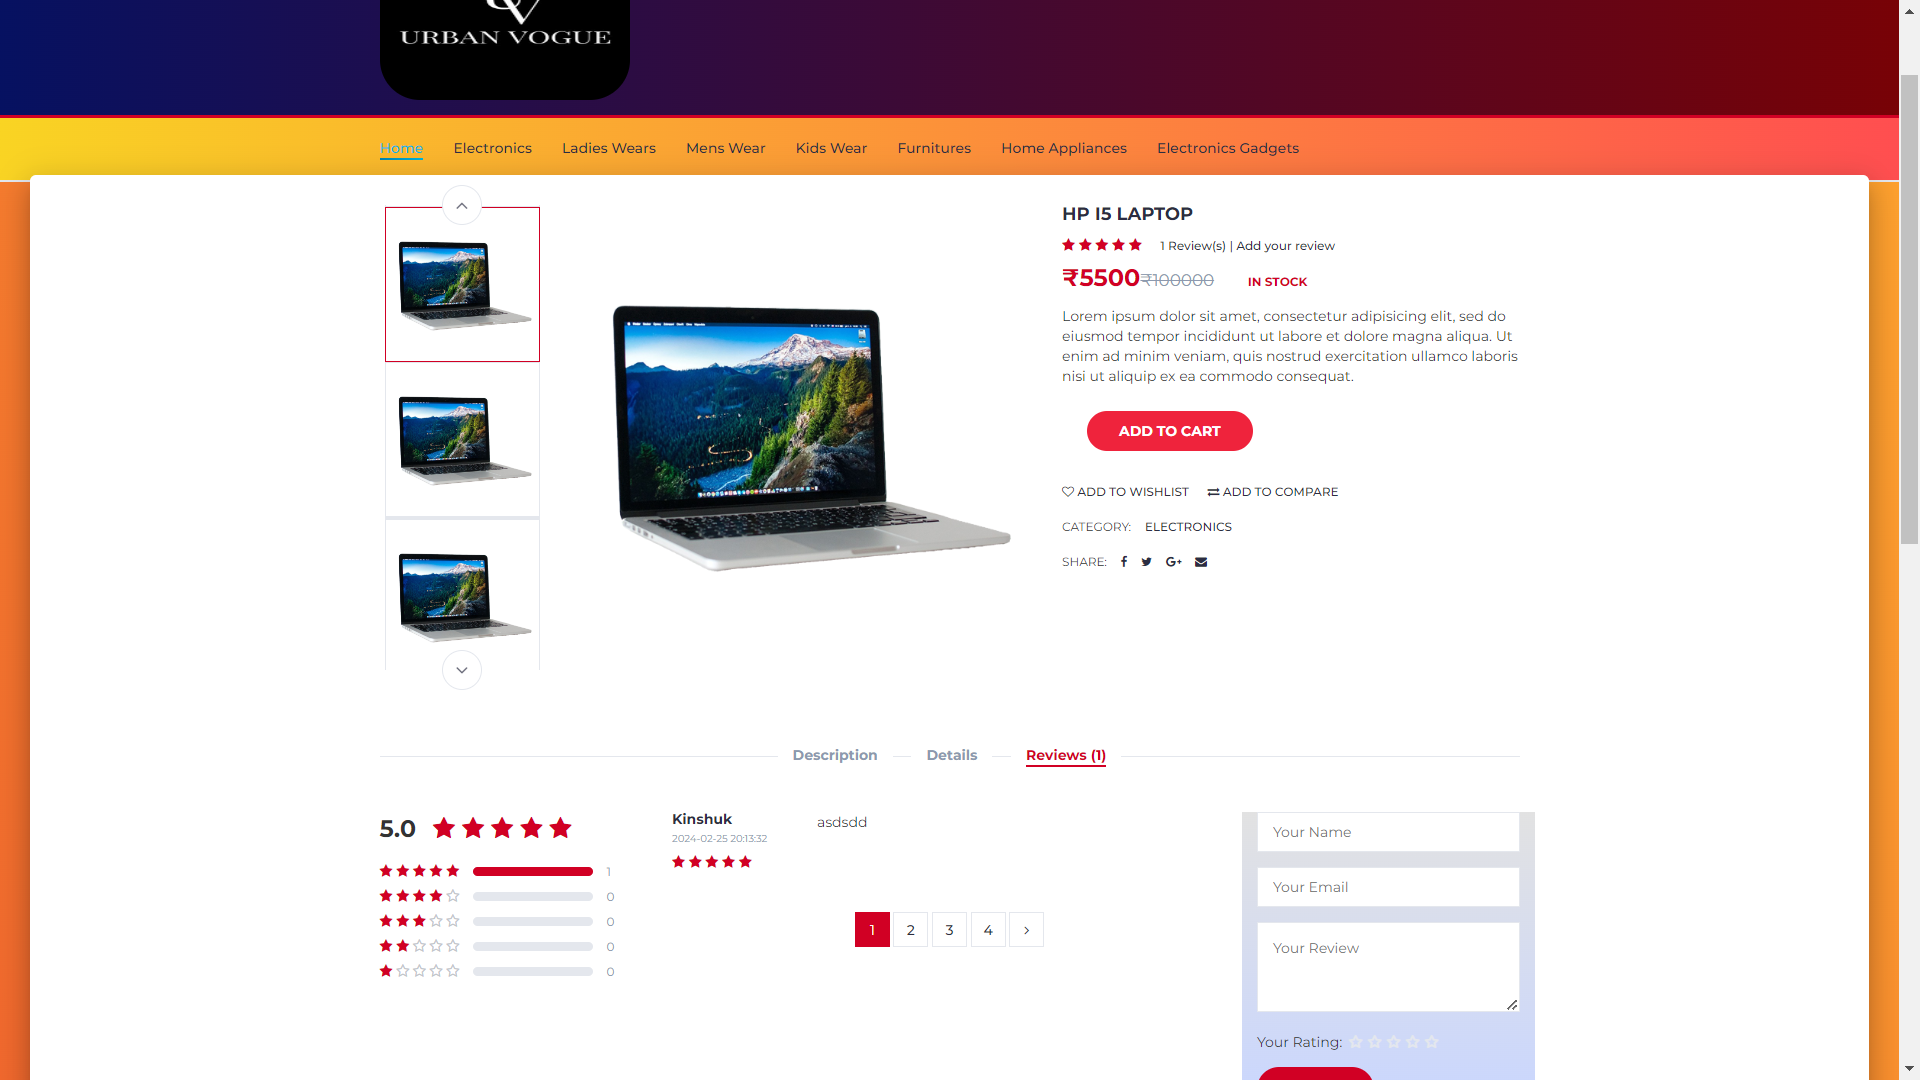 URBAN VOGUE
Home Electronics Ladies Wears Mens Wear Kids Wear Furnitures Home Appliances Electronics Gadgets
HP I5 LAPTOP
1 Review(s) | Add your review
₹5500 ₹100000 IN STOCK
Lorem ipsum dolor sit amet, consectetur adipisicing elit, sed do
eiusmod tempor incididunt ut labore et dolore magna aliqua. Ut
enim ad minim veniam, quis nostrud exercitation ullamco laboris
nisi ut aliquip ex ea commodo consequat.
ADD TO CART
ADD TO WISHLIST ADD TO COMPARE
CATEGORY: ELECTRONICS
SHARE:
Description Details Reviews (1)
5.0
1
0
0
0
0
Kinshuk
2024-02-25 20:13:32
asdsdd
1 2 3 4
Your Name
Your Email
Your Review
Your Rating: